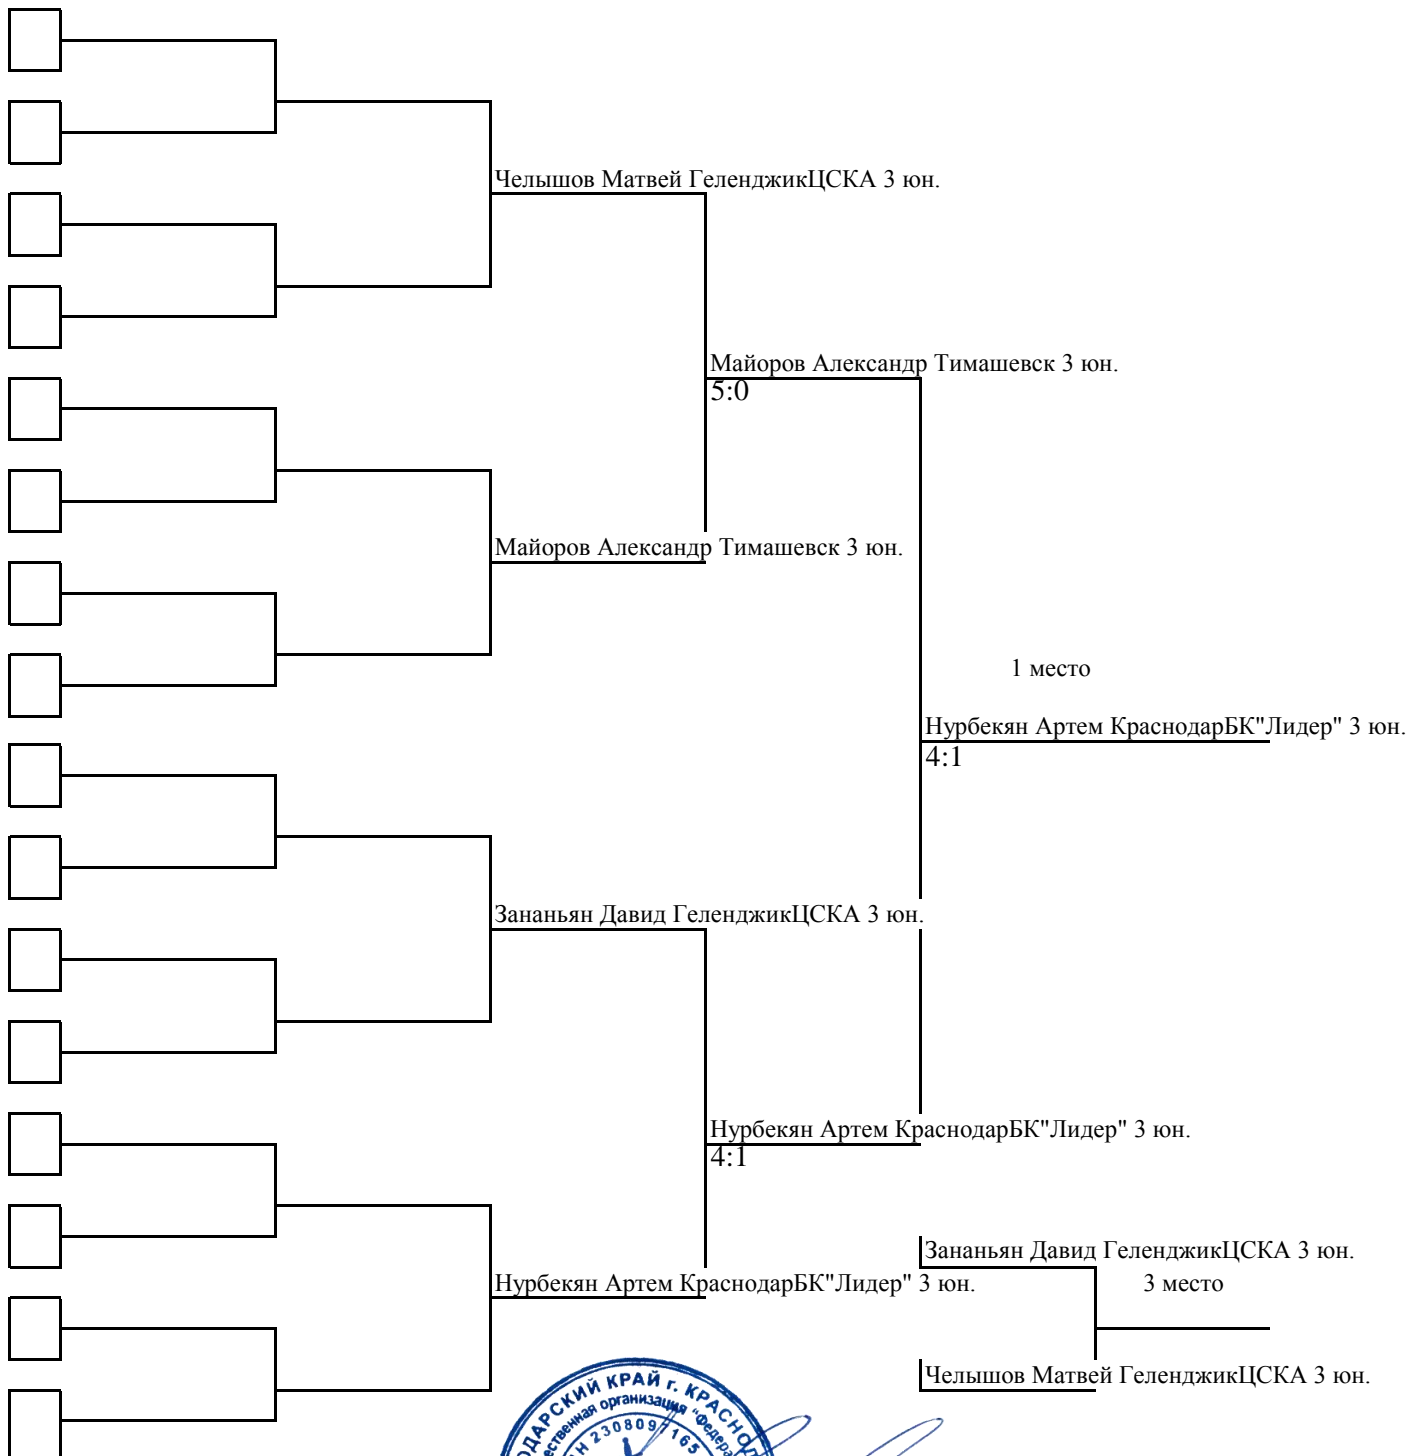 Челышов Матвей ГеленджикЦСКА 3 юн.
Майоров Александр Тимашевск 3 юн.
5:0
Майоров Александр Тимашевск 3 юн.
1 место
Нурбекян Артем КраснодарБК"Лидер" 3 юн.
4:1
Зананьян Давид ГеленджикЦСКА 3 юн.
Нурбекян Артем КраснодарБК"Лидер" 3 юн.
4:1
Зананьян Давид ГеленджикЦСКА 3 юн.
Нурбекян Артем КраснодарБК"Лидер" 3 юн.
3 место
Челышов Матвей ГеленджикЦСКА 3 юн.
КРАЙ г.
организация